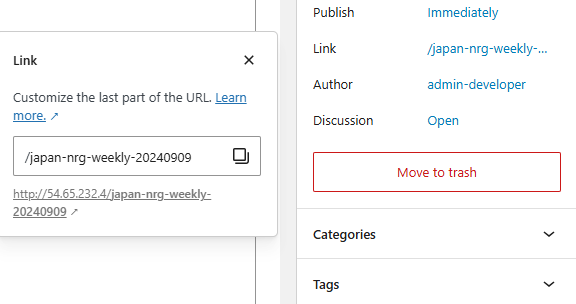 Link
Customize the last part of the URL. Learn
more. ↗
/japan-nrg-weekly-20240909
http://54.65.232.4/japan-nrg-weekly-
20240909 ↗
Publish Immediately
Link /japan-nrg-weekly-...
Author admin-developer
Discussion Open
Move to trash
Categories
Tags